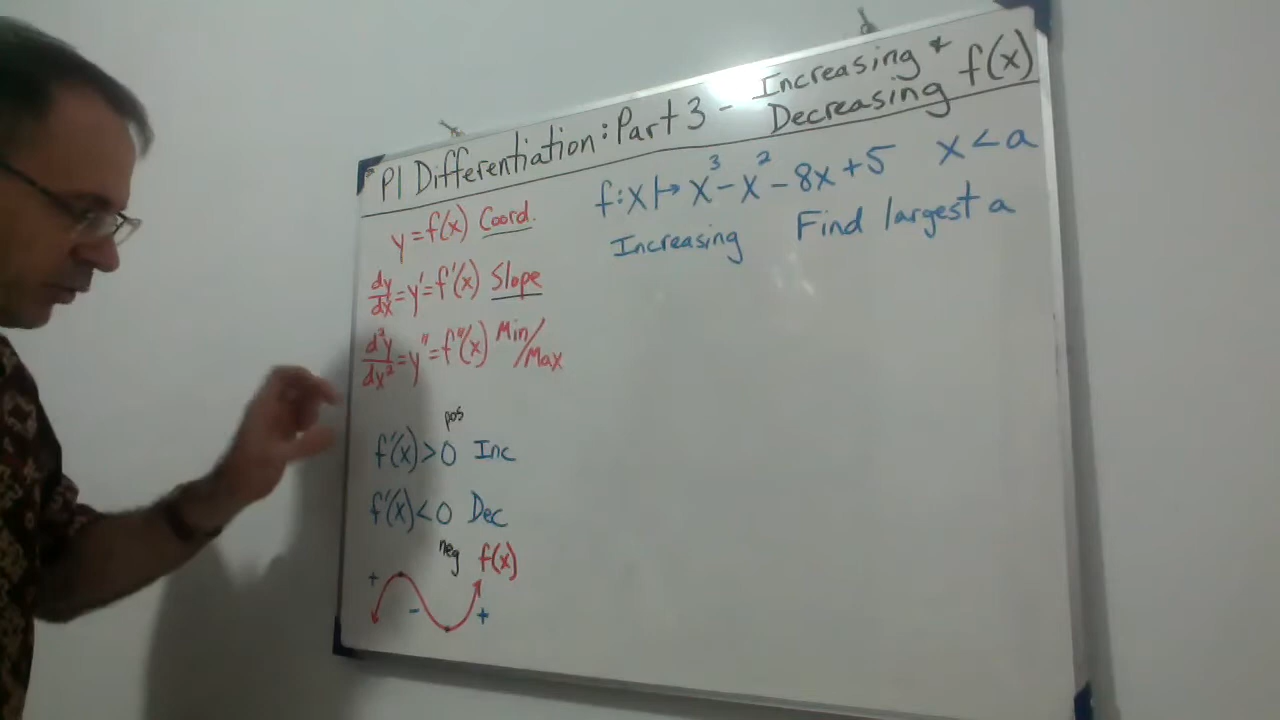 P1 Differentiation: Part 3 - Increasing + Decreasing f(x)
y = f(x) Coord.
dy/dx = y' = f'(x) Slope
d²y/dx² = y" = f"(x) Min/Max
pos
f'(x) > 0 Inc
f'(x) < 0 Dec
neg f(x)
+ - +
f: x ↦ x³ - x² - 8x + 5 x < a
Increasing Find largest a